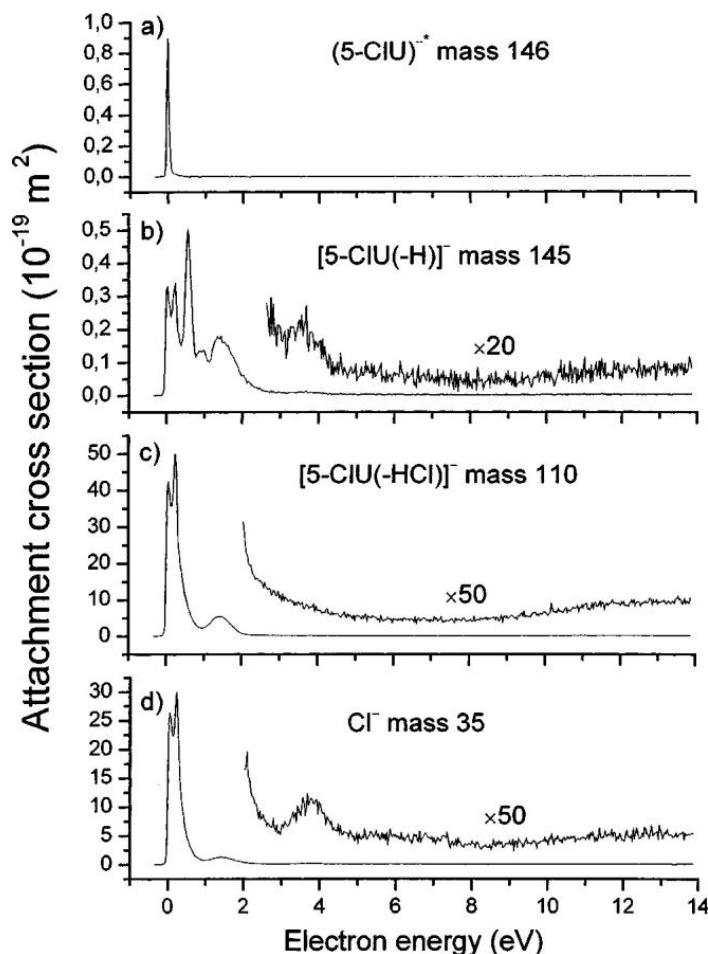 Attachment cross section (10⁻¹⁹ m²)
a)
(5-ClU)⁻* mass 146
1,0
0,8
0,6
0,4
0,2
0,0
b)
[5-ClU(-H)]⁻ mass 145
0,5
0,4
0,3
0,2
0,1
0,0
×20
c)
[5-ClU(-HCl)]⁻ mass 110
50
40
30
20
10
0
×50
d)
Cl⁻ mass 35
30
25
20
15
10
5
0
×50
0 2 4 6 8 10 12 14
Electron energy (eV)